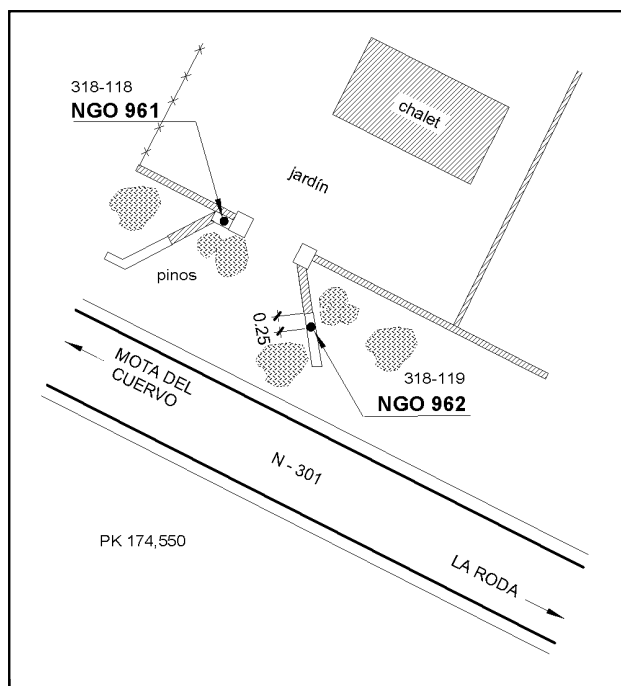 318-118
NGO 961
chalet
jardín
pinos
0.25
318-119
NGO 962
MOTA DEL
CUERVO
N - 301
PK 174,550
LA RODA